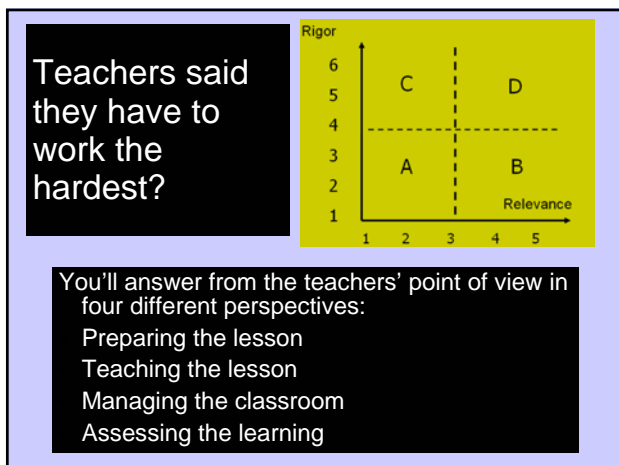 Teachers said
they have to
work the
hardest?
Rigor
6
5
4
3
2
1
C
D
A
B
Relevance
1 2 3 4 5
You'll answer from the teachers' point of view in
four different perspectives:
Preparing the lesson
Teaching the lesson
Managing the classroom
Assessing the learning